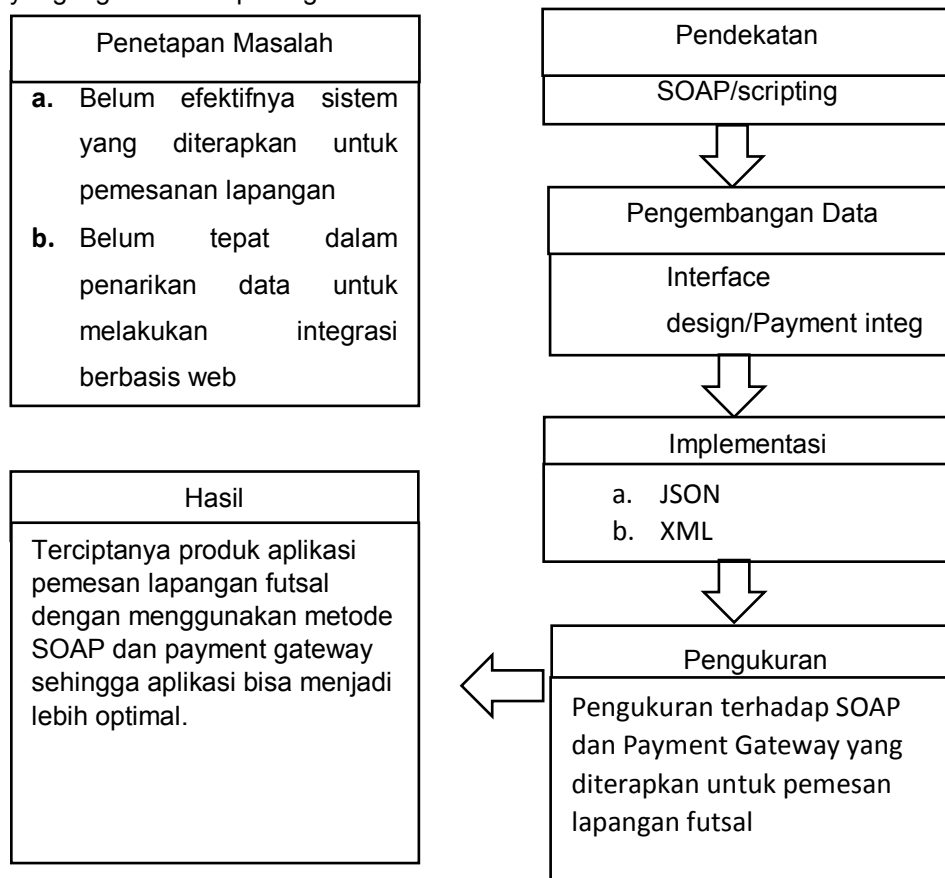 Penetapan Masalah
a. Belum efektifnya sistem
yang diterapkan untuk
pemesanan lapangan
b. Belum tepat dalam
penarikan data untuk
melakukan integrasi
berbasis web
Pendekatan
SOAP/scripting
Pengembangan Data
Interface
design/Payment integ
Implementasi
a. JSON
b. XML
Pengukuran
Pengukuran terhadap SOAP
dan Payment Gateway yang
diterapkan untuk pemesan
lapangan futsal
Hasil
Terciptanya produk aplikasi
pemesan lapangan futsal
dengan menggunakan metode
SOAP dan payment gateway
sehingga aplikasi bisa menjadi
lebih optimal.